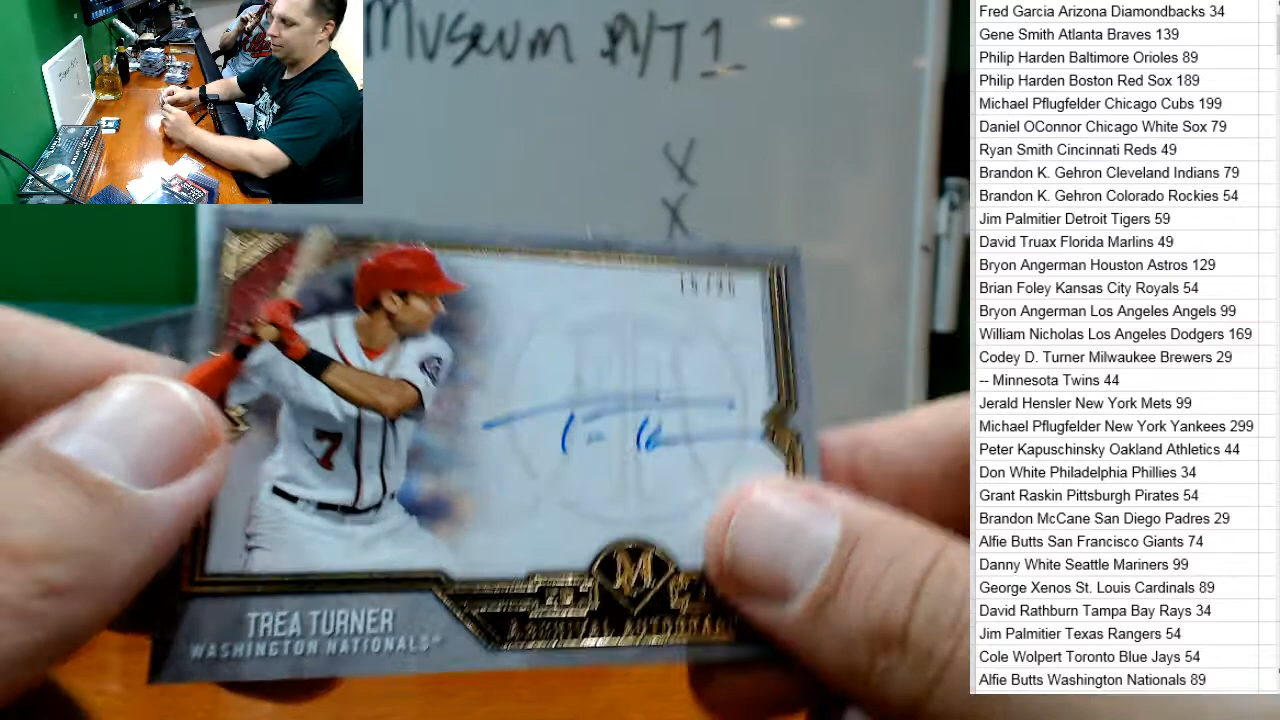 Museum P/T 1
X
X
7
M
TREA TURNER
WASHINGTON NATIONALS
Fred Garcia Arizona Diamondbacks 34
Gene Smith Atlanta Braves 139
Philip Harden Baltimore Orioles 89
Philip Harden Boston Red Sox 189
Michael Pflugfelder Chicago Cubs 199
Daniel OConnor Chicago White Sox 79
Ryan Smith Cincinnati Reds 49
Brandon K. Gehron Cleveland Indians 79
Brandon K. Gehron Colorado Rockies 54
Jim Palmitier Detroit Tigers 59
David Truax Florida Marlins 49
Bryon Angerman Houston Astros 129
Brian Foley Kansas City Royals 54
Bryon Angerman Los Angeles Angels 99
William Nicholas Los Angeles Dodgers 169
Codey D. Turner Milwaukee Brewers 29
-- Minnesota Twins 44
Jerald Hensler New York Mets 99
Michael Pflugfelder New York Yankees 299
Peter Kapuschinsky Oakland Athletics 44
Don White Philadelphia Phillies 34
Grant Raskin Pittsburgh Pirates 54
Brandon McCane San Diego Padres 29
Alfie Butts San Francisco Giants 74
Danny White Seattle Mariners 99
George Xenos St. Louis Cardinals 89
David Rathburn Tampa Bay Rays 34
Jim Palmitier Texas Rangers 54
Cole Wolpert Toronto Blue Jays 54
Alfie Butts Washington Nationals 89